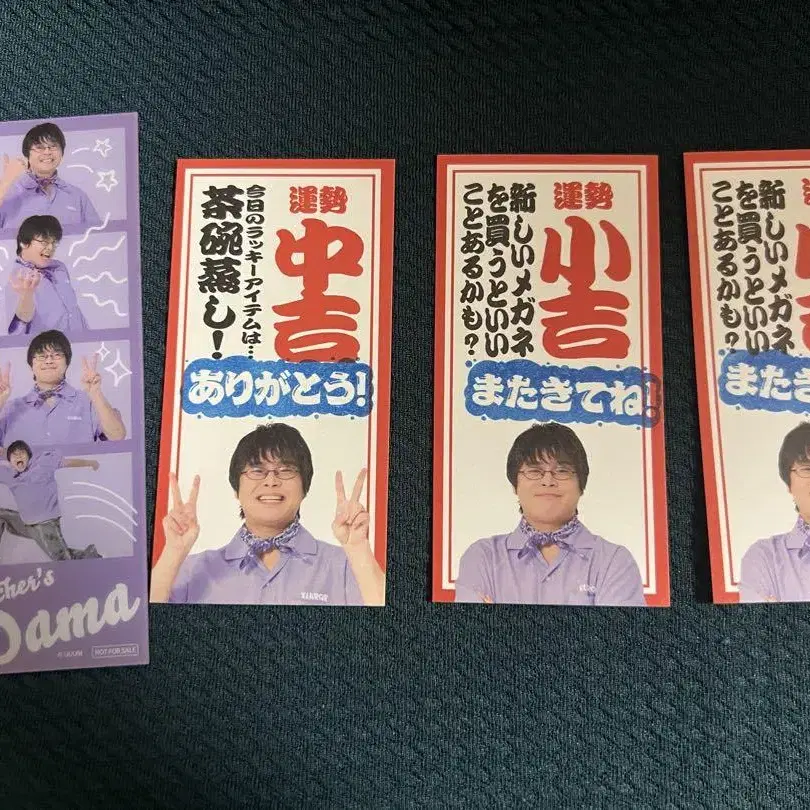 cher's
Dama
NOT FOR SALE
運勢
中吉
今日のラッキーアイテムは…
茶碗蒸し!
ありがとう!
運勢
小吉
新しいメガネ
を買うといい
ことあるかも?
またきてね!
新しいメガネ
を買うといい
ことあるかも?
またき